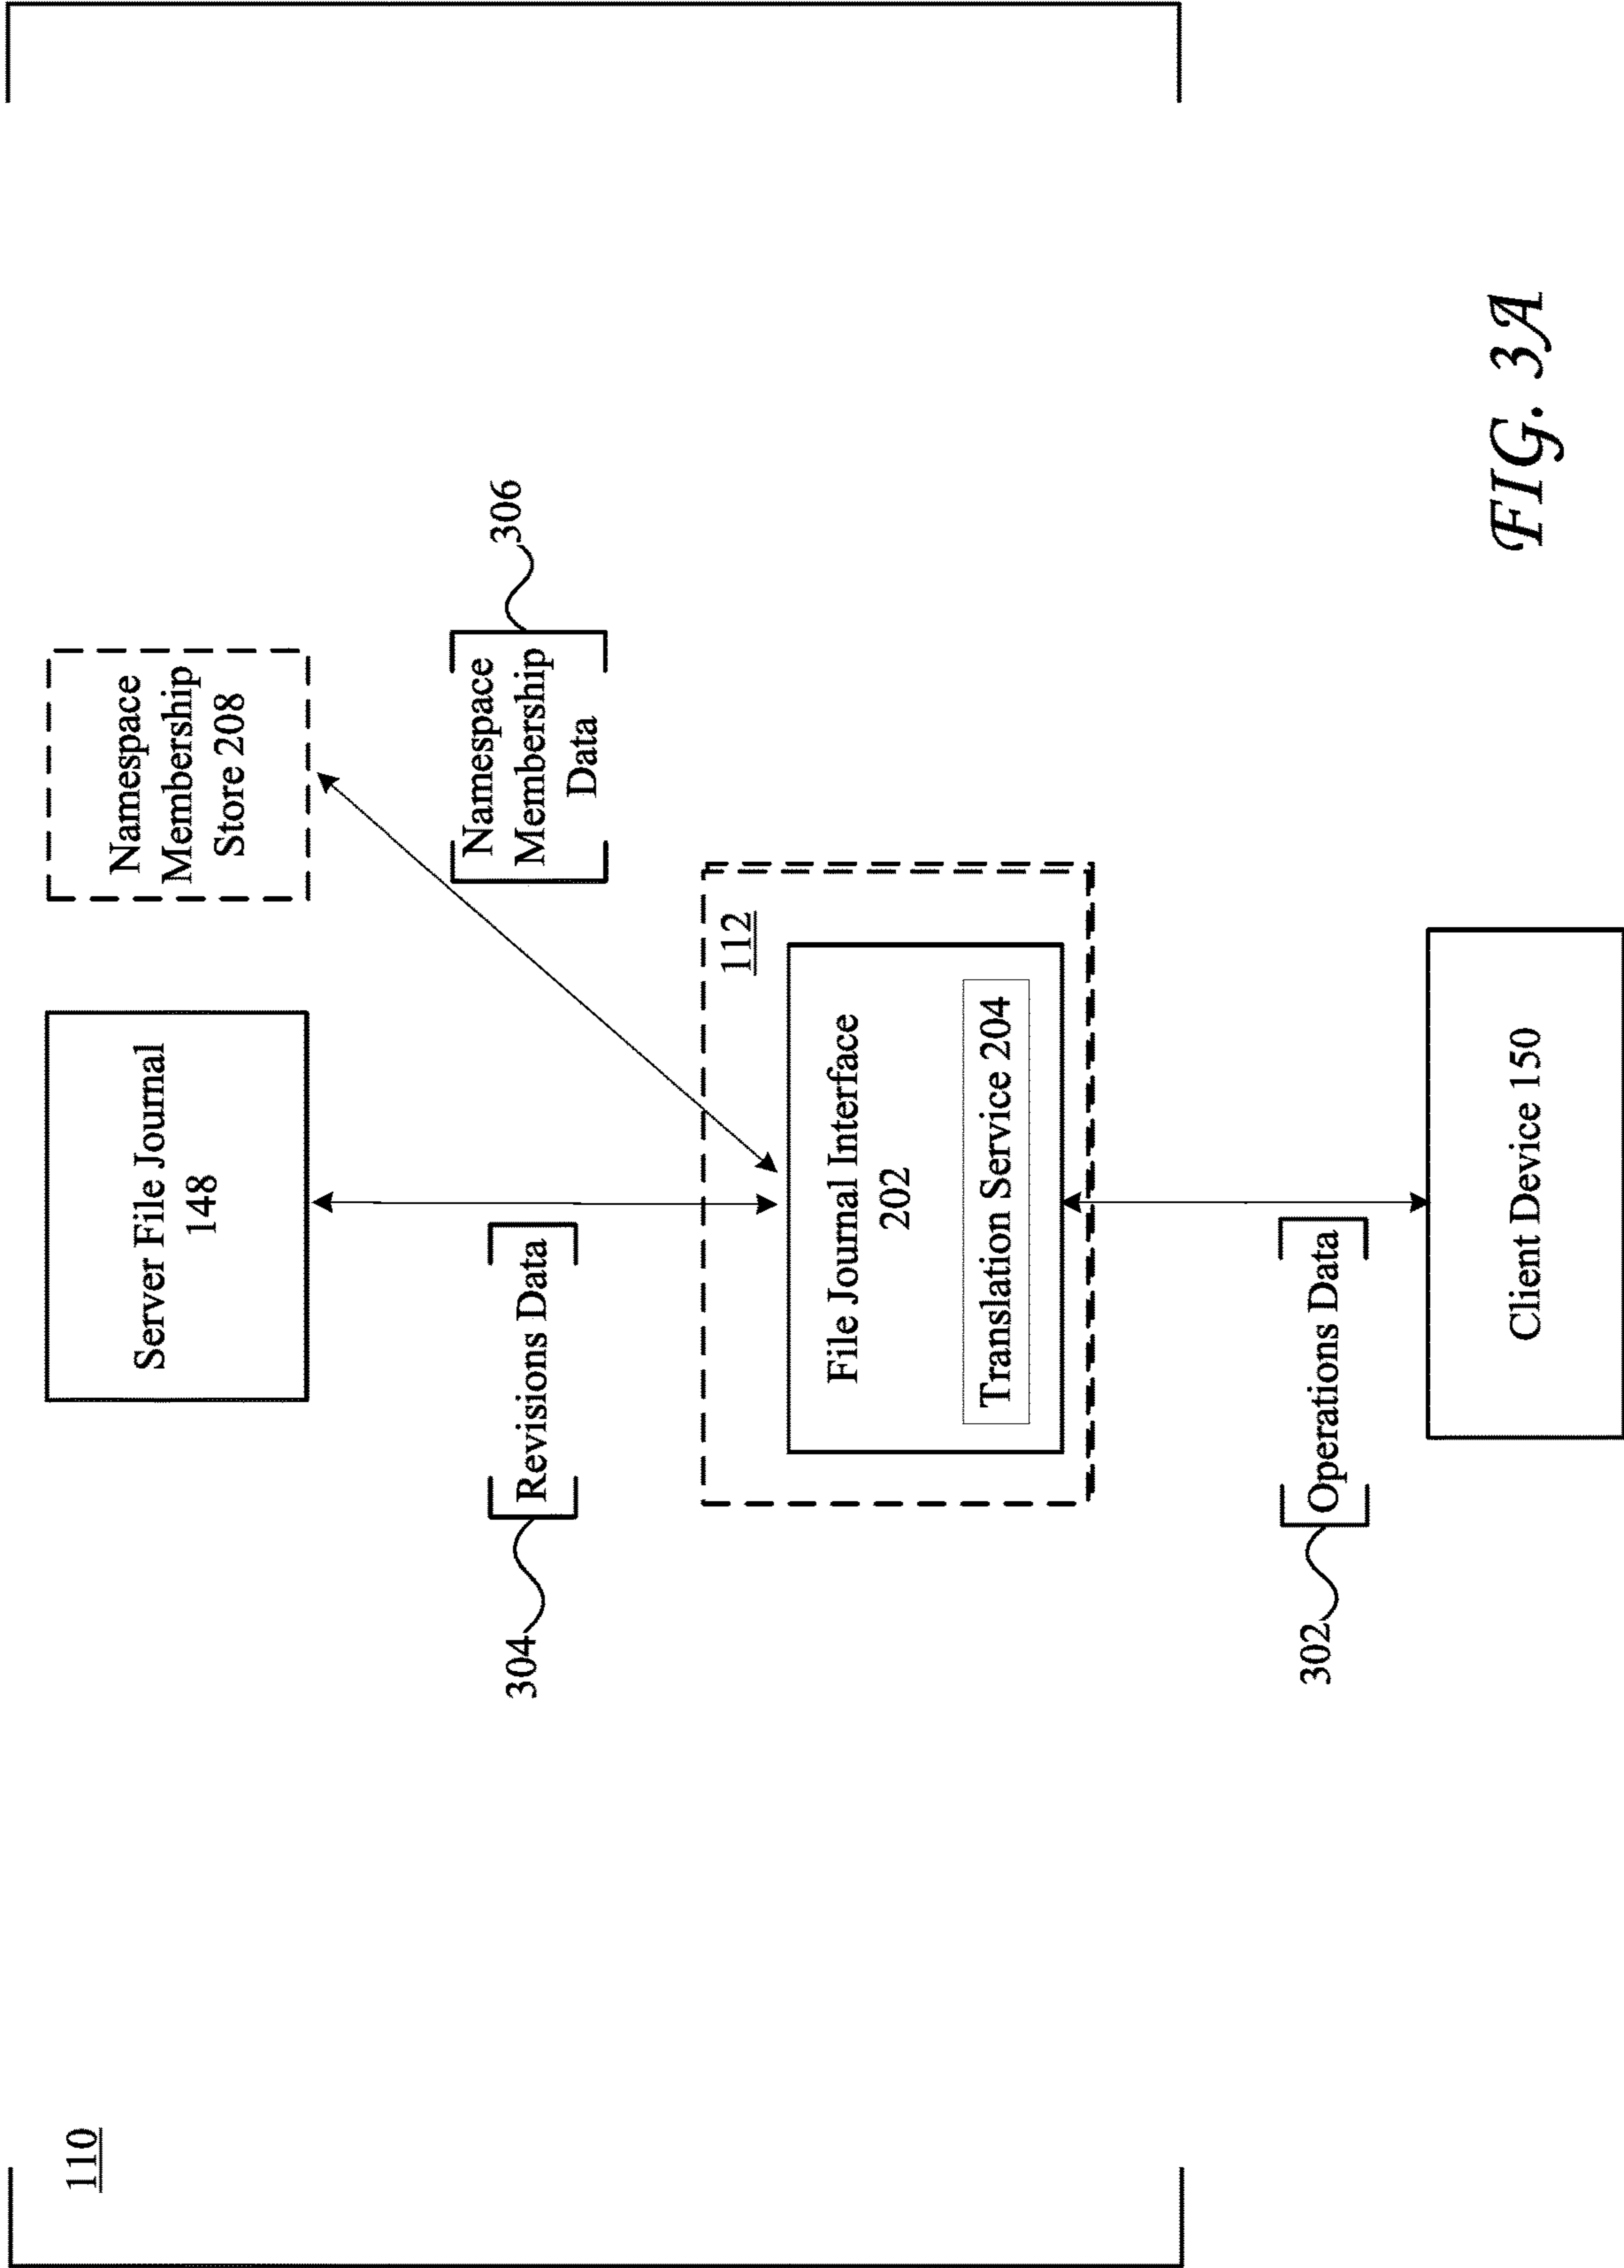 110
Server File Journal
148
Namespace
Membership
Store 208
304
Revisions Data
Namespace
Membership
Data
306
112
File Journal Interface
202
Translation Service 204
302
Operations Data
Client Device 150
FIG. 3A